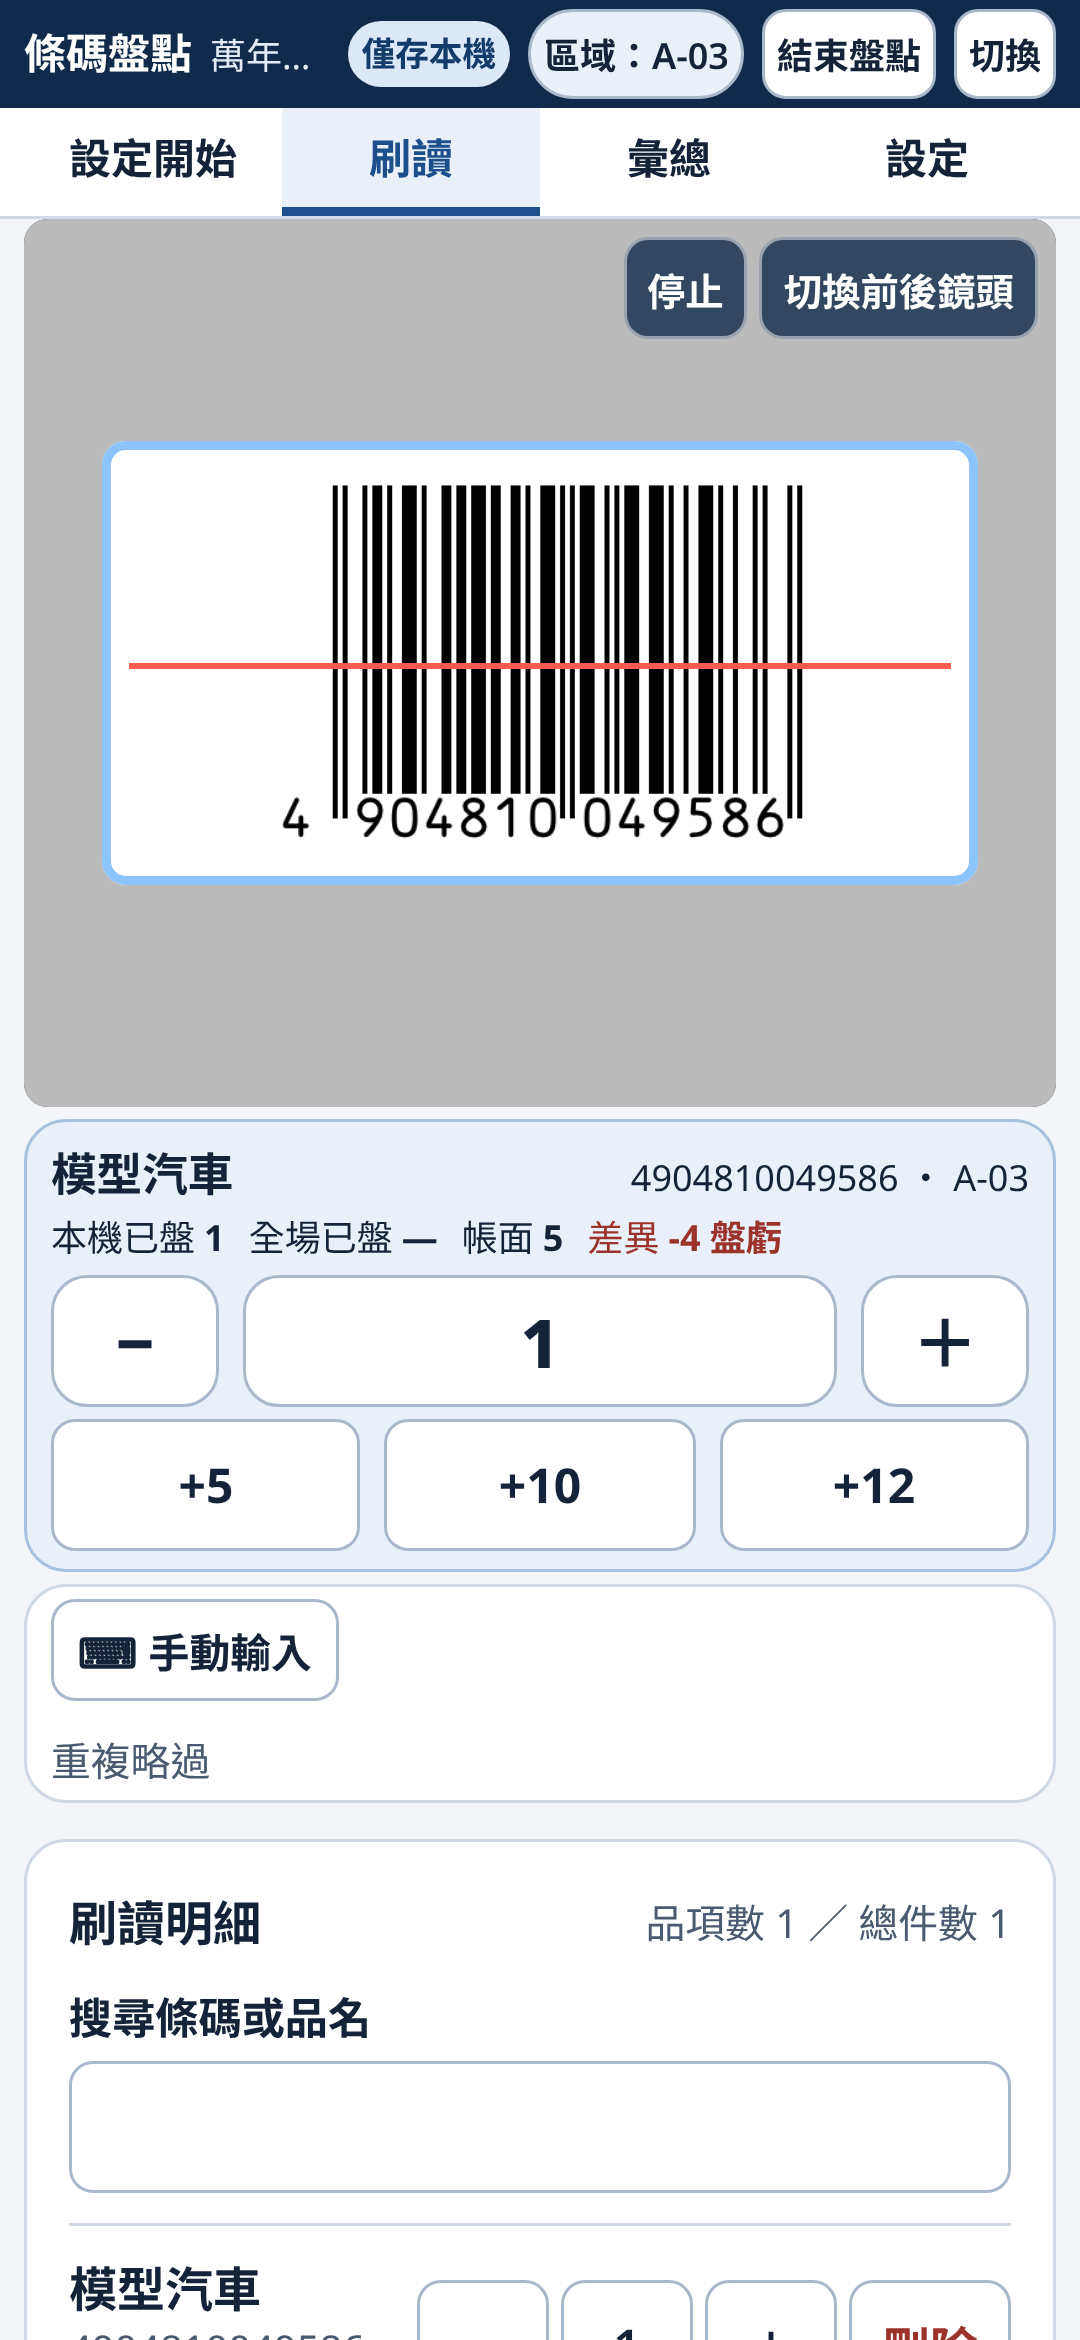 條碼盤點 萬年... 僅存本機 區域：A-03 結束盤點 切換
設定開始 刷讀 彙總 設定
停止 切換前後鏡頭
4 904810 049586
模型汽車 4904810049586 ・ A-03
本機已盤 1 全場已盤 — 帳面 5 差異 -4 盤虧
− 1 +
+5 +10 +12
⌨ 手動輸入
重複略過
刷讀明細 品項數 1 ／ 總件數 1
搜尋條碼或品名
模型汽車
4904810049586 1 + 刪除